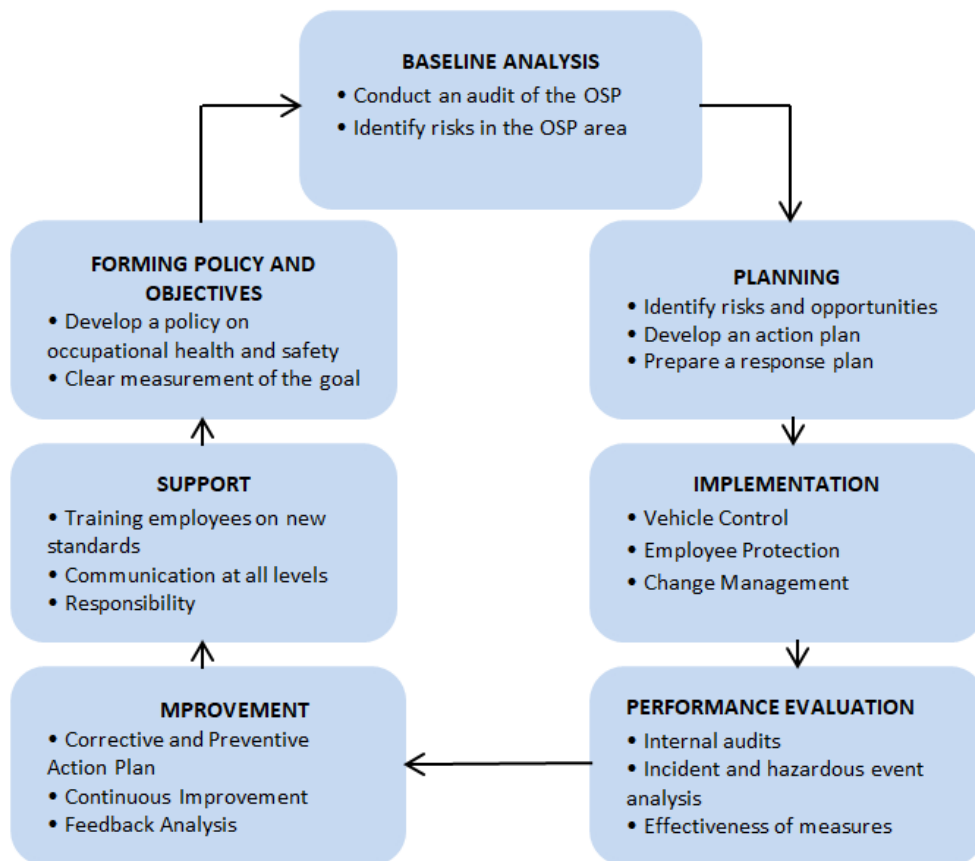 BASELINE ANALYSIS
• Conduct an audit of the OSP
• Identify risks in the OSP area
FORMING POLICY AND
OBJECTIVES
• Develop a policy on
occupational health and safety
• Clear measurement of the goal
PLANNING
• Identify risks and opportunities
• Develop an action plan
• Prepare a response plan
SUPPORT
• Training employees on new
standards
• Communication at all levels
• Responsibility
IMPLEMENTATION
• Vehicle Control
• Employee Protection
• Change Management
MPROVEMENT
• Corrective and Preventive
Action Plan
• Continuous Improvement
• Feedback Analysis
PERFORMANCE EVALUATION
• Internal audits
• Incident and hazardous event
analysis
• Effectiveness of measures